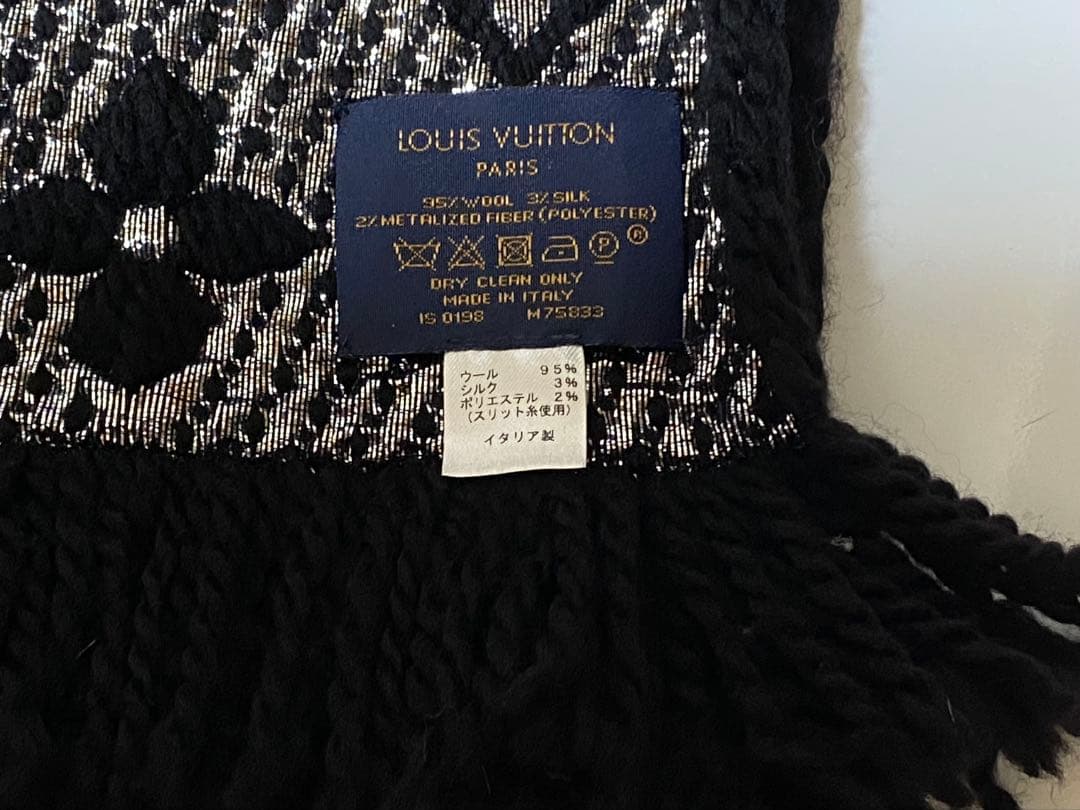 LOUIS VUITTON
PARIS
95% WOOL 3% SILK
2% METALIZED FIBER (POLYESTER)
P ®
DRY CLEAN ONLY
MADE IN ITALY
IS 0198 M75833
ウール 95%
シルク 3%
ポリエステル 2%
(スリット糸使用)
イタリア製